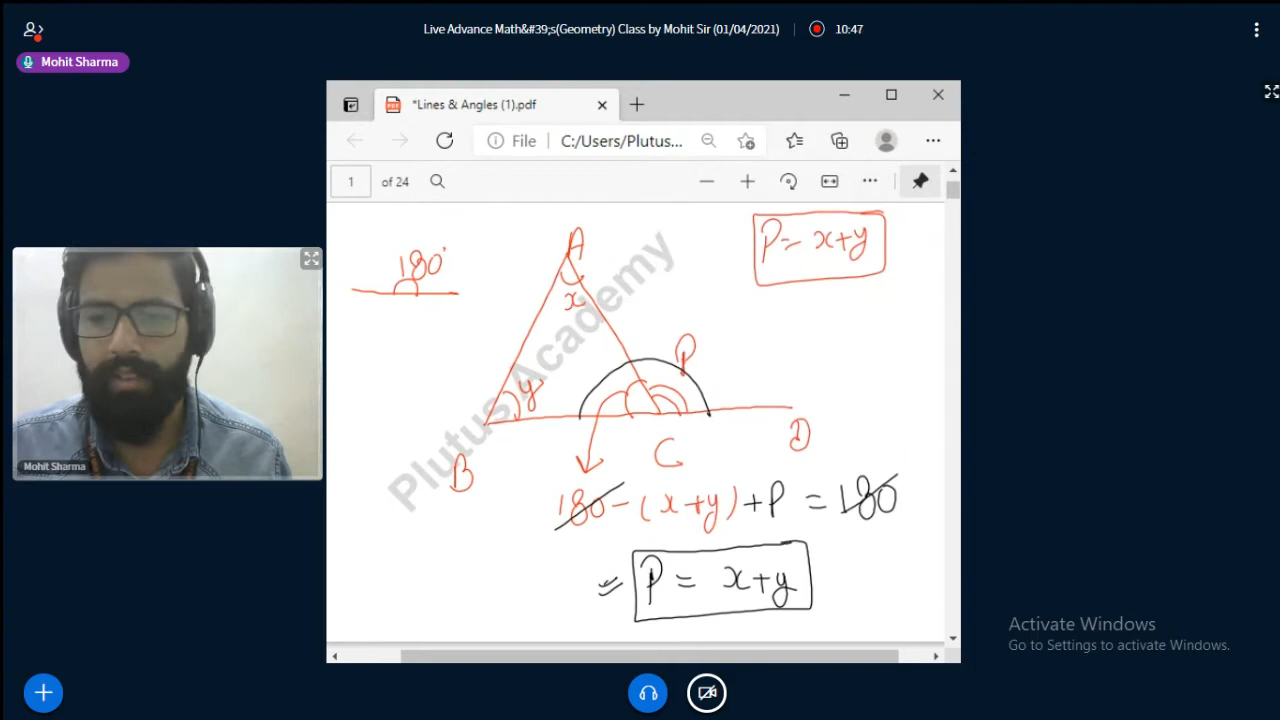 Live Advance Math&#39;s(Geometry) Class by Mohit Sir (01/04/2021)
10:47
Mohit Sharma
*Lines & Angles (1).pdf
File
C:/Users/Plutus...
1
of 24
180°
A
P = x+y
x
y
P
B
C
D
180 - (x+y) + P = 180
P = x+y
Plutus Academy
Mohit Sharma
Activate Windows
Go to Settings to activate Windows.